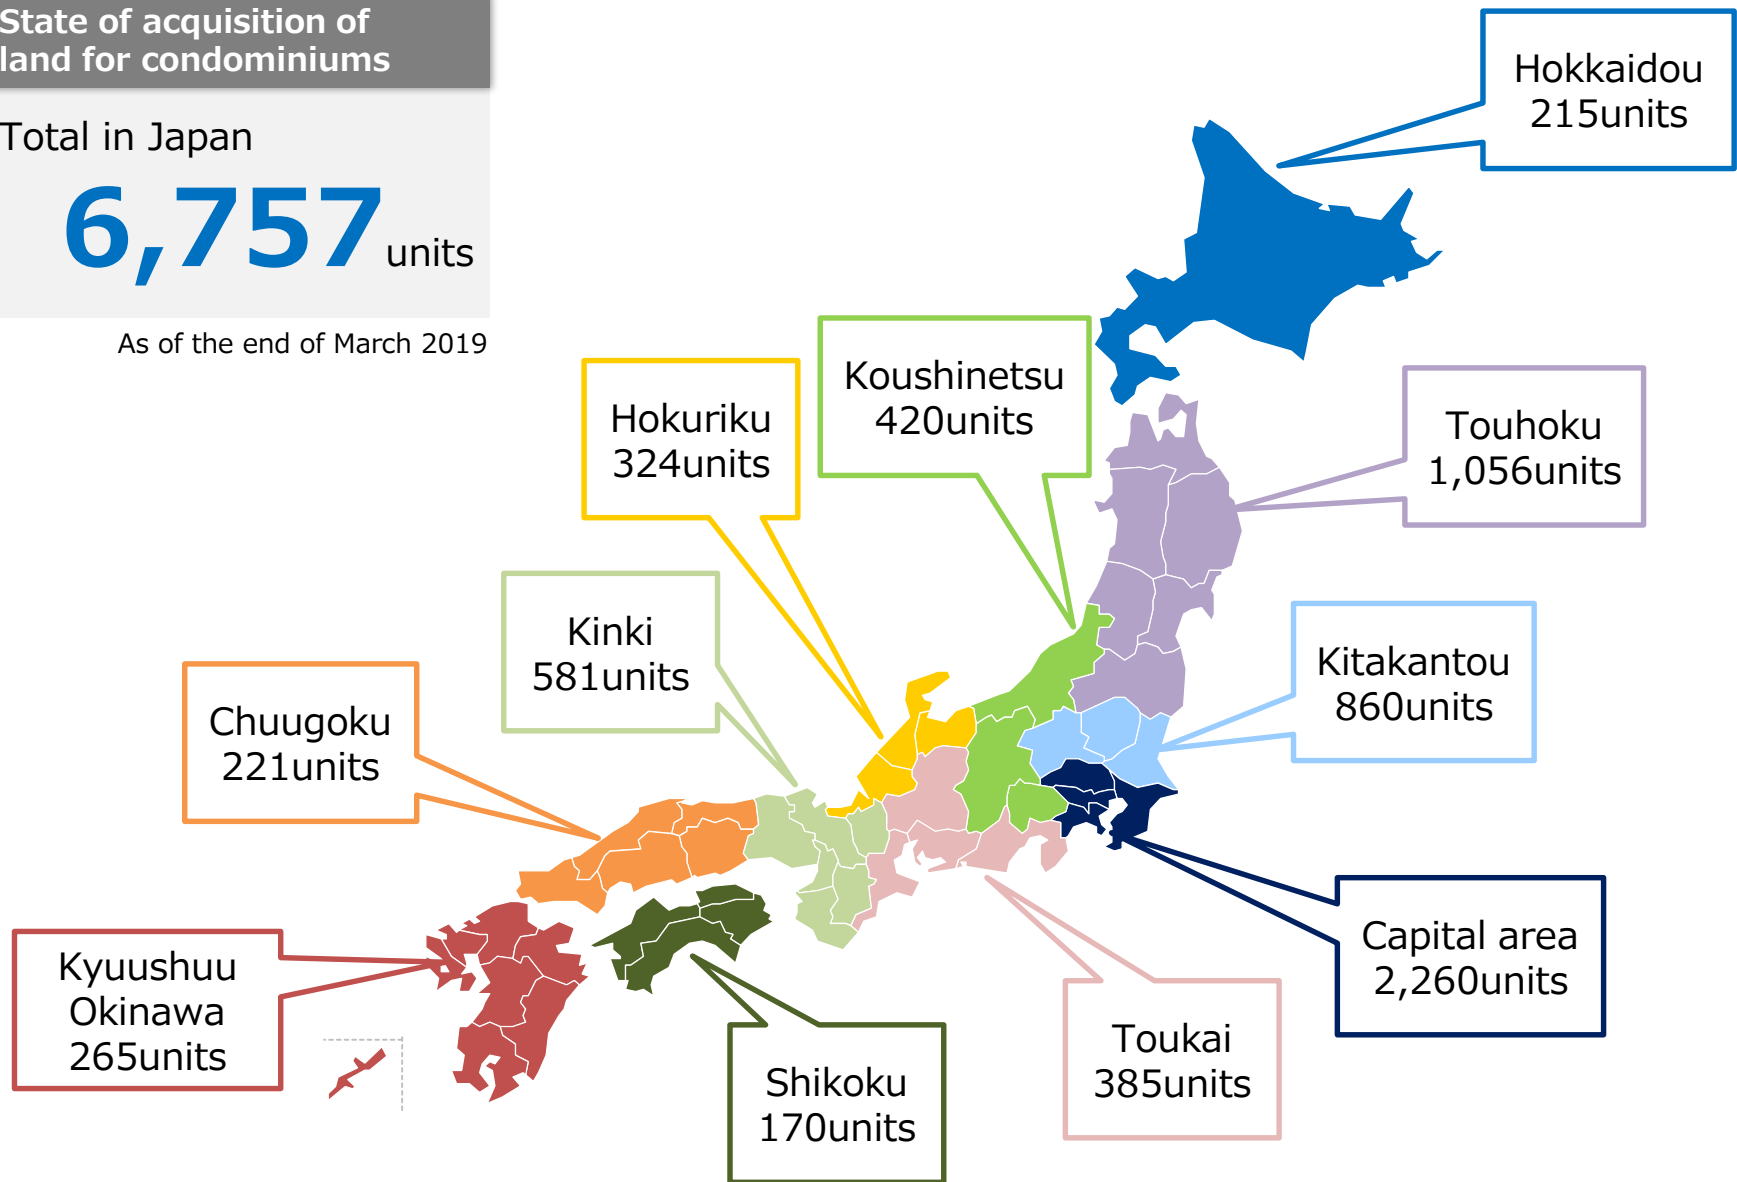 State of acquisition of
land for condominiums
Total in Japan
6,757 units
As of the end of March 2019
Hokkaidou
215units
Koushinetsu
420units
Hokuriku
324units
Touhoku
1,056units
Kinki
581units
Kitakantou
860units
Chuugoku
221units
Capital area
2,260units
Kyuushuu
Okinawa
265units
Toukai
385units
Shikoku
170units